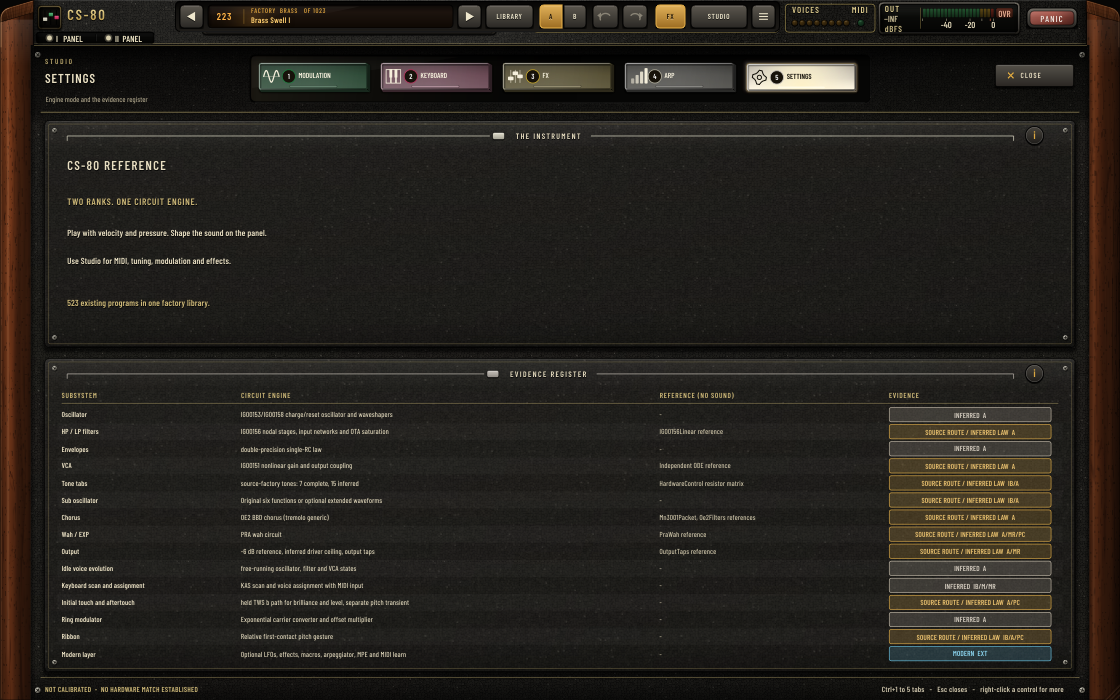 CS-80
I PANEL
II PANEL
223
FACTORY BRASS OF 1023
Brass Swell I
LIBRARY
A
B
FX
STUDIO
VOICES MIDI
OUT
-INF
dBFS
-40 -20 0
OVR
PANIC
STUDIO
SETTINGS
Engine mode and the evidence register
1 MODULATION
2 KEYBOARD
3 FX
4 ARP
5 SETTINGS
× CLOSE
THE INSTRUMENT
i
CS-80 REFERENCE
TWO RANKS. ONE CIRCUIT ENGINE.
Play with velocity and pressure. Shape the sound on the panel.
Use Studio for MIDI, tuning, modulation and effects.
523 existing programs in one factory library.
EVIDENCE REGISTER
i
SUBSYSTEM CIRCUIT ENGINE REFERENCE (NO SOUND) EVIDENCE
Oscillator IG00153/IG00158 charge/reset oscillator and waveshapers - INFERRED A
HP / LP filters IG00156 nodal stages, input networks and OTA saturation IG00156Linear reference SOURCE ROUTE / INFERRED LAW A
Envelopes double-precision single-RC law - INFERRED A
VCA IG00151 nonlinear gain and output coupling Independent ODE reference SOURCE ROUTE / INFERRED LAW A
Tone tabs source-factory tones: 7 complete, 15 inferred HardwareControl resistor matrix SOURCE ROUTE / INFERRED LAW IB/A
Sub oscillator Original six functions or optional extended waveforms - SOURCE ROUTE / INFERRED LAW IB/A
Chorus OE2 BBD chorus (tremolo generic) Mn3001Packet, Oe2Filters references SOURCE ROUTE / INFERRED LAW A
Wah / EXP PRA wah circuit PraWah reference SOURCE ROUTE / INFERRED LAW A/MR/PC
Output -6 dB reference, inferred driver ceiling, output taps OutputTaps reference SOURCE ROUTE / INFERRED LAW A/MR
Idle voice evolution free-running oscillator, filter and VCA states - INFERRED A
Keyboard scan and assignment KAS scan and voice assignment with MIDI input - INFERRED IB/M/MR
Initial touch and aftertouch held TWS b path for brilliance and level, separate pitch transient - SOURCE ROUTE / INFERRED LAW A/PC
Ring modulator Exponential carrier converter and offset multiplier - INFERRED A
Ribbon Relative first-contact pitch gesture - SOURCE ROUTE / INFERRED LAW IB/A/PC
Modern layer Optional LFOs, effects, macros, arpeggiator, MPE and MIDI learn - MODERN EXT
NOT CALIBRATED - NO HARDWARE MATCH ESTABLISHED
Ctrl+1 to 5 tabs - Esc closes - right-click a control for more